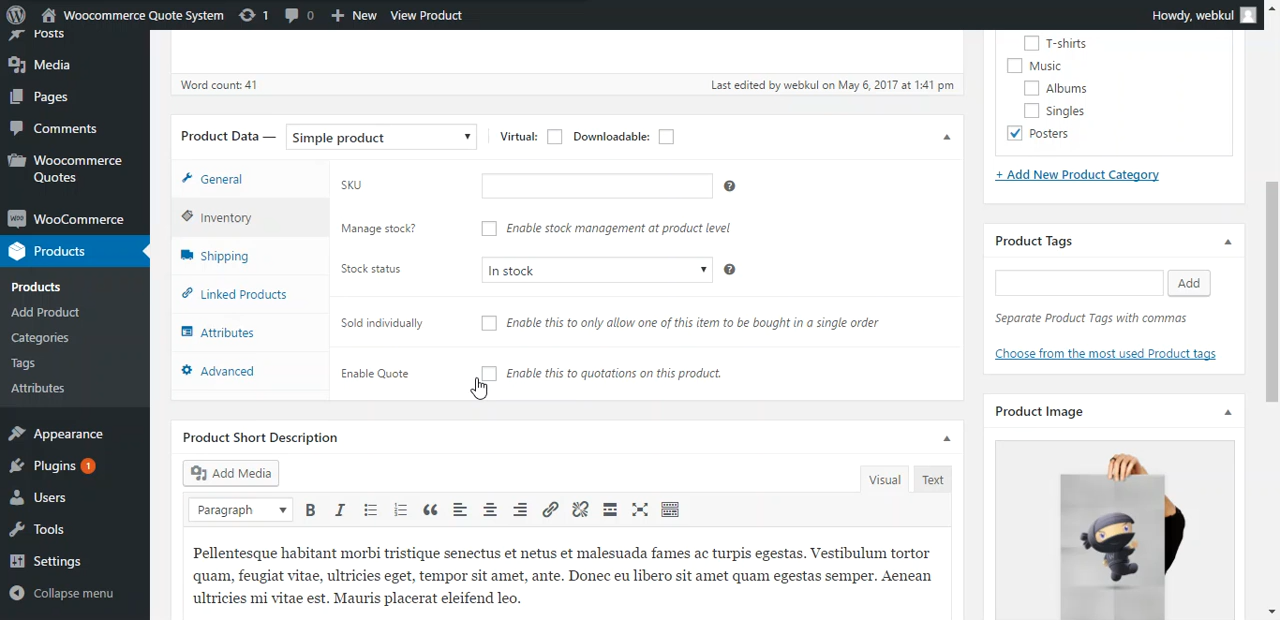 Woocommerce Quote System 1 0 New View Product Howdy, webkul
Posts
Media
Pages
Comments
Woocommerce
Quotes
WooCommerce
Products
Products
Add Product
Categories
Tags
Attributes
Appearance
Plugins 1
Users
Tools
Settings
Collapse menu
Word count: 41 Last edited by webkul on May 6, 2017 at 1:41 pm
Product Data — Simple product Virtual: Downloadable:
General
Inventory
Shipping
Linked Products
Attributes
Advanced
SKU ?
Manage stock? Enable stock management at product level
Stock status In stock ?
Sold individually Enable this to only allow one of this item to be bought in a single order
Enable Quote Enable this to quotations on this product.
Product Short Description
Add Media Visual Text
Paragraph B I
Pellentesque habitant morbi tristique senectus et netus et malesuada fames ac turpis egestas. Vestibulum tortor
quam, feugiat vitae, ultricies eget, tempor sit amet, ante. Donec eu libero sit amet quam egestas semper. Aenean
ultricies mi vitae est. Mauris placerat eleifend leo.
T-shirts
Music
Albums
Singles
Posters
+ Add New Product Category
Product Tags
Add
Separate Product Tags with commas
Choose from the most used Product tags
Product Image